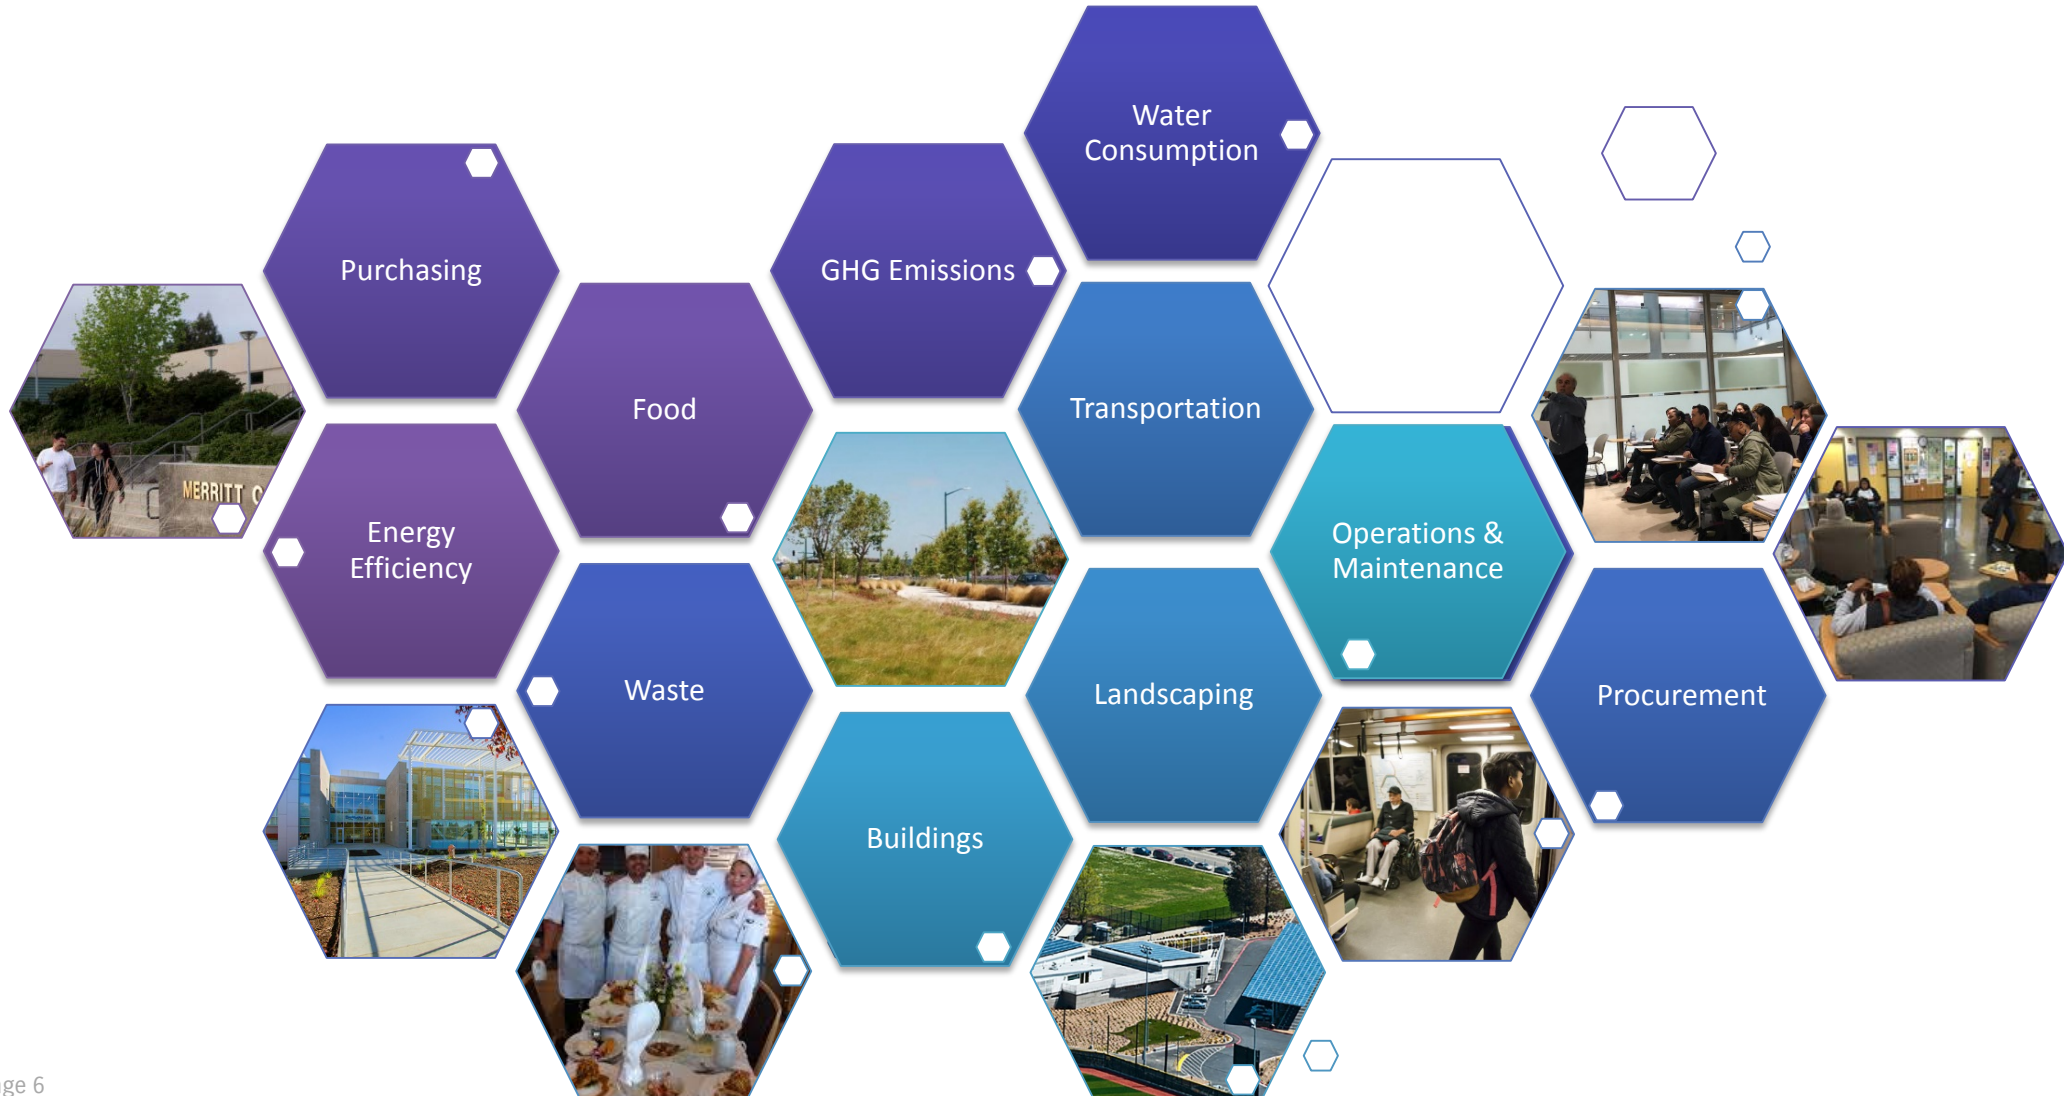 Water
Consumption
Purchasing
GHG Emissions
Food
Transportation
MERRITT C
Energy
Efficiency
Operations &
Maintenance
Waste
Landscaping
Procurement
Buildings
ge 6